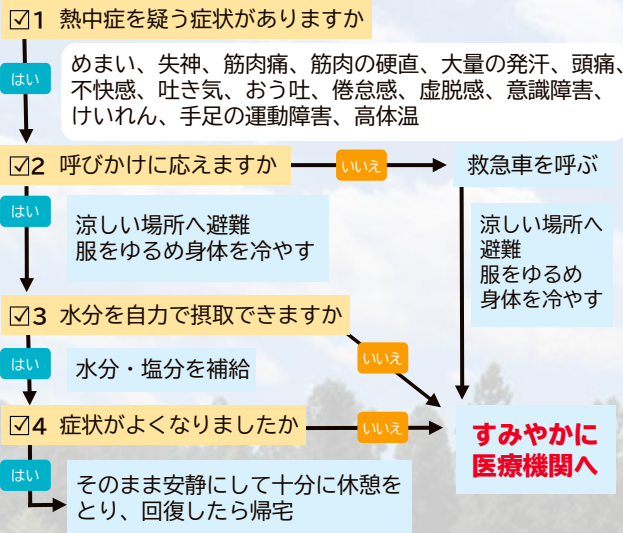 ☑1 熱中症を疑う症状がありますか
はい
めまい、失神、筋肉痛、筋肉の硬直、大量の発汗、頭痛、
不快感、吐き気、おう吐、倦怠感、虚脱感、意識障害、
けいれん、手足の運動障害、高体温
☑2 呼びかけに応えますか
いいえ
救急車を呼ぶ
はい
涼しい場所へ避難
服をゆるめ身体を冷やす
涼しい場所へ
避難
服をゆるめ
身体を冷やす
☑3 水分を自力で摂取できますか
いいえ
はい
水分・塩分を補給
☑4 症状がよくなりましたか
いいえ
すみやかに
医療機関へ
はい
そのまま安静にして十分に休憩を
とり、回復したら帰宅